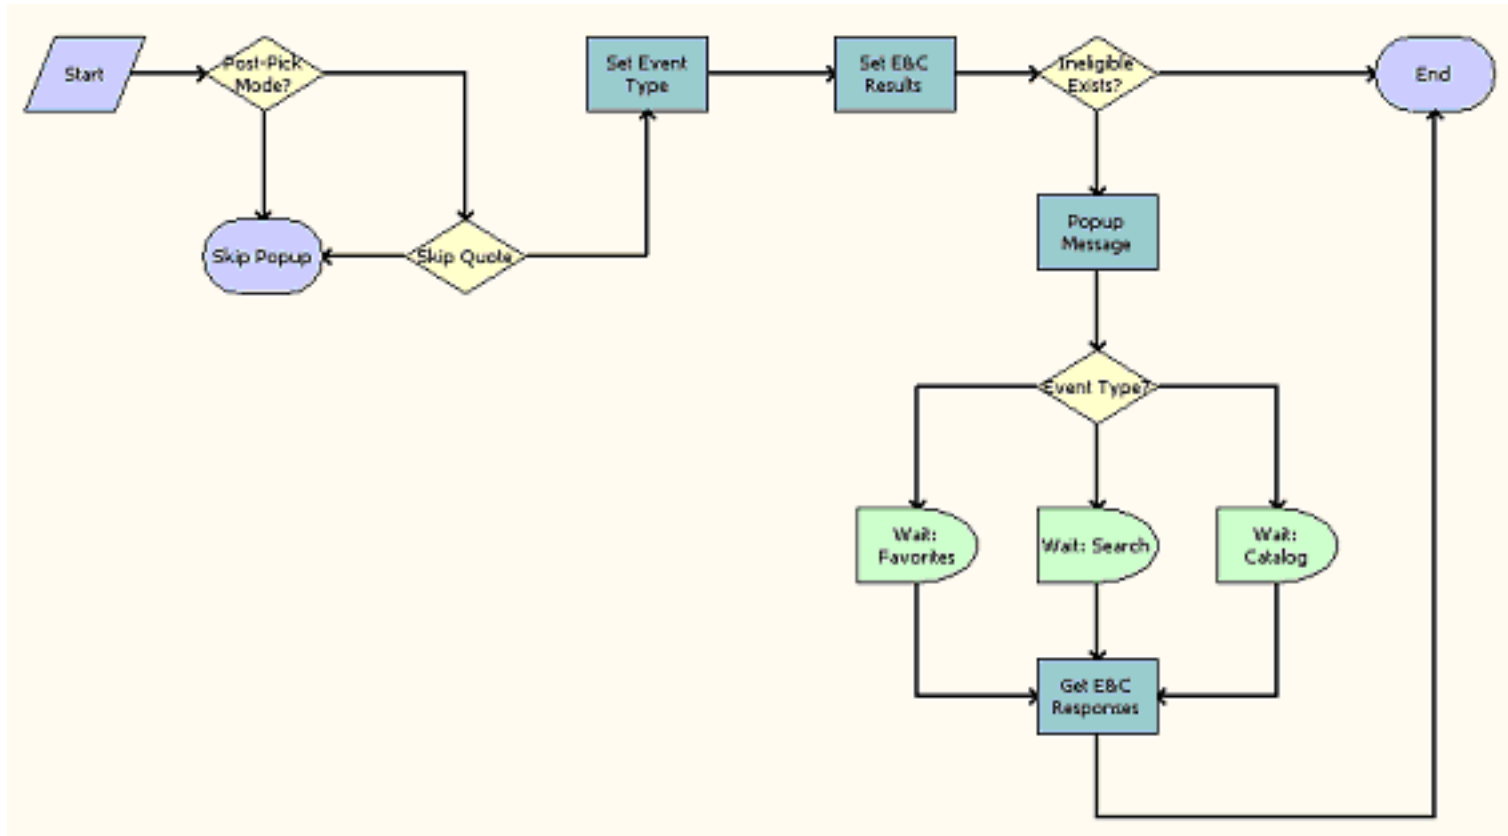 Start
Post-Pick
Mode?
Set Event
Type
Set E&C
Results
Ineligible
Exists?
End
Skip Popup
Skip Quote
Popup
Message
Event Type?
Wait:
Favorites
Wait: Search
Wait:
Catalog
Get E&C
Responses